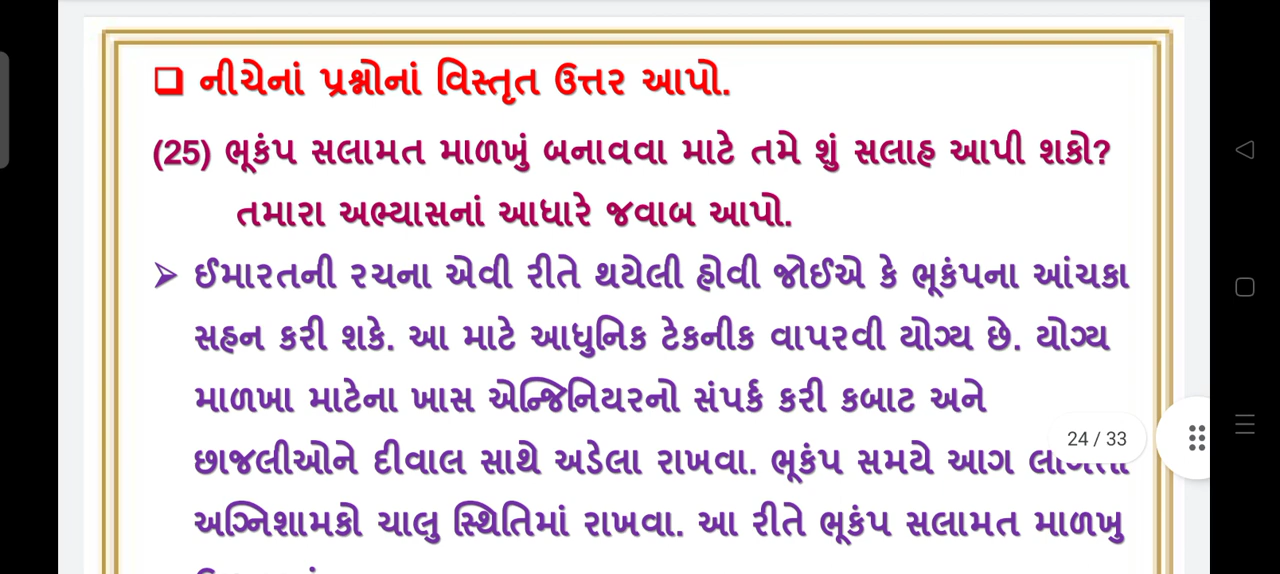 ❑ નીચેનાં પ્રશ્નોનાં વિસ્તૃત ઉત્તર આપો.
(25) ભૂકંપ સલામત માળખું બનાવવા માટે તમે શું સલાહ આપી શકો?
તમારા અભ્યાસનાં આધારે જવાબ આપો.
➢ ઈમારતની રચના એવી રીતે થયેલી હોવી જોઈએ કે ભૂકંપના આંચકા
સહન કરી શકે. આ માટે આધુનિક ટેકનીક વાપરવી યોગ્ય છે. યોગ્ય
માળખા માટેના ખાસ એન્જિનિયરનો સંપર્ક કરી કબાટ અને
24 / 33
છાજલીઓને દીવાલ સાથે અડેલા રાખવા. ભૂકંપ સમયે આગ
અગ્નિશામકો ચાલુ સ્થિતિમાં રાખવા. આ રીતે ભૂકંપ સલામત માળખુ